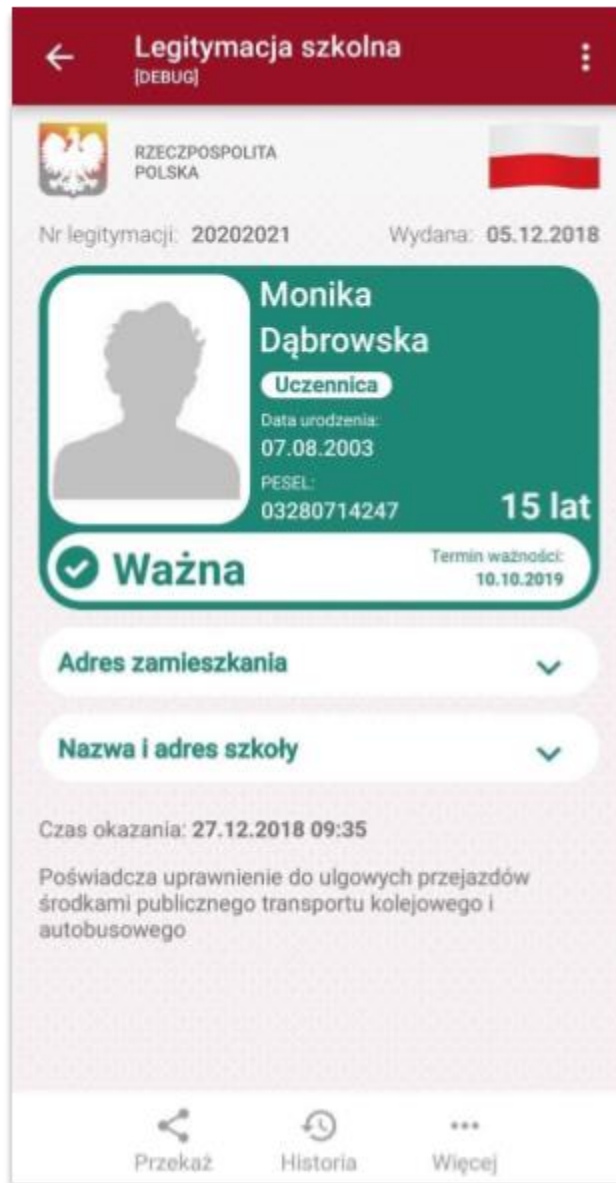 Legitymacja szkolna
[DEBUG]
RZECZPOSPOLITA
POLSKA
Nr legitymacji: 20202021 Wydana: 05.12.2018
Monika
Dąbrowska
Uczennica
Data urodzenia:
07.08.2003
PESEL:
03280714247
15 lat
Ważna
Termin ważności:
10.10.2019
Adres zamieszkania
Nazwa i adres szkoły
Czas okazania: 27.12.2018 09:35
Poświadcza uprawnienie do ulgowych przejazdów
środkami publicznego transportu kolejowego i
autobusowego
Przekaż Historia Więcej